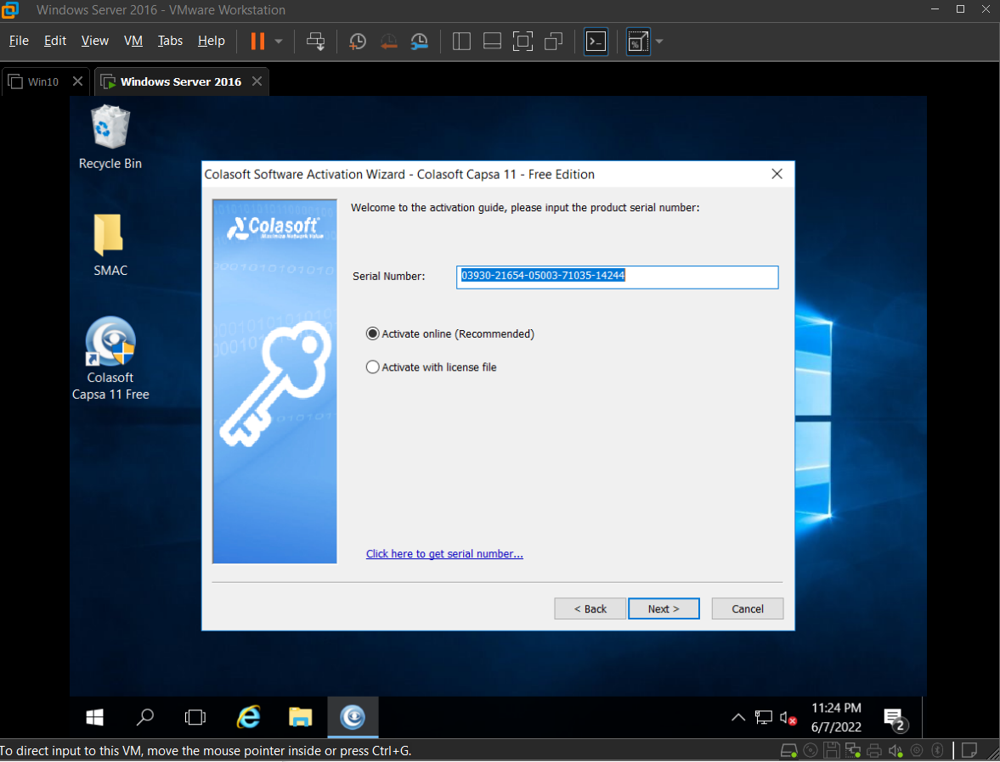 Windows Server 2016 - VMware Workstation
File Edit View VM Tabs Help
Win10
Windows Server 2016
Recycle Bin
SMAC
Colasoft
Capsa 11 Free
Colasoft Software Activation Wizard - Colasoft Capsa 11 - Free Edition
Colasoft
Maximize Network Value
Welcome to the activation guide, please input the product serial number:
Serial Number: 03930-21654-05003-71035-14244
Activate online (Recommended)
Activate with license file
Click here to get serial number...
< Back Next > Cancel
11:24 PM
6/7/2022
2
To direct input to this VM, move the mouse pointer inside or press Ctrl+G.